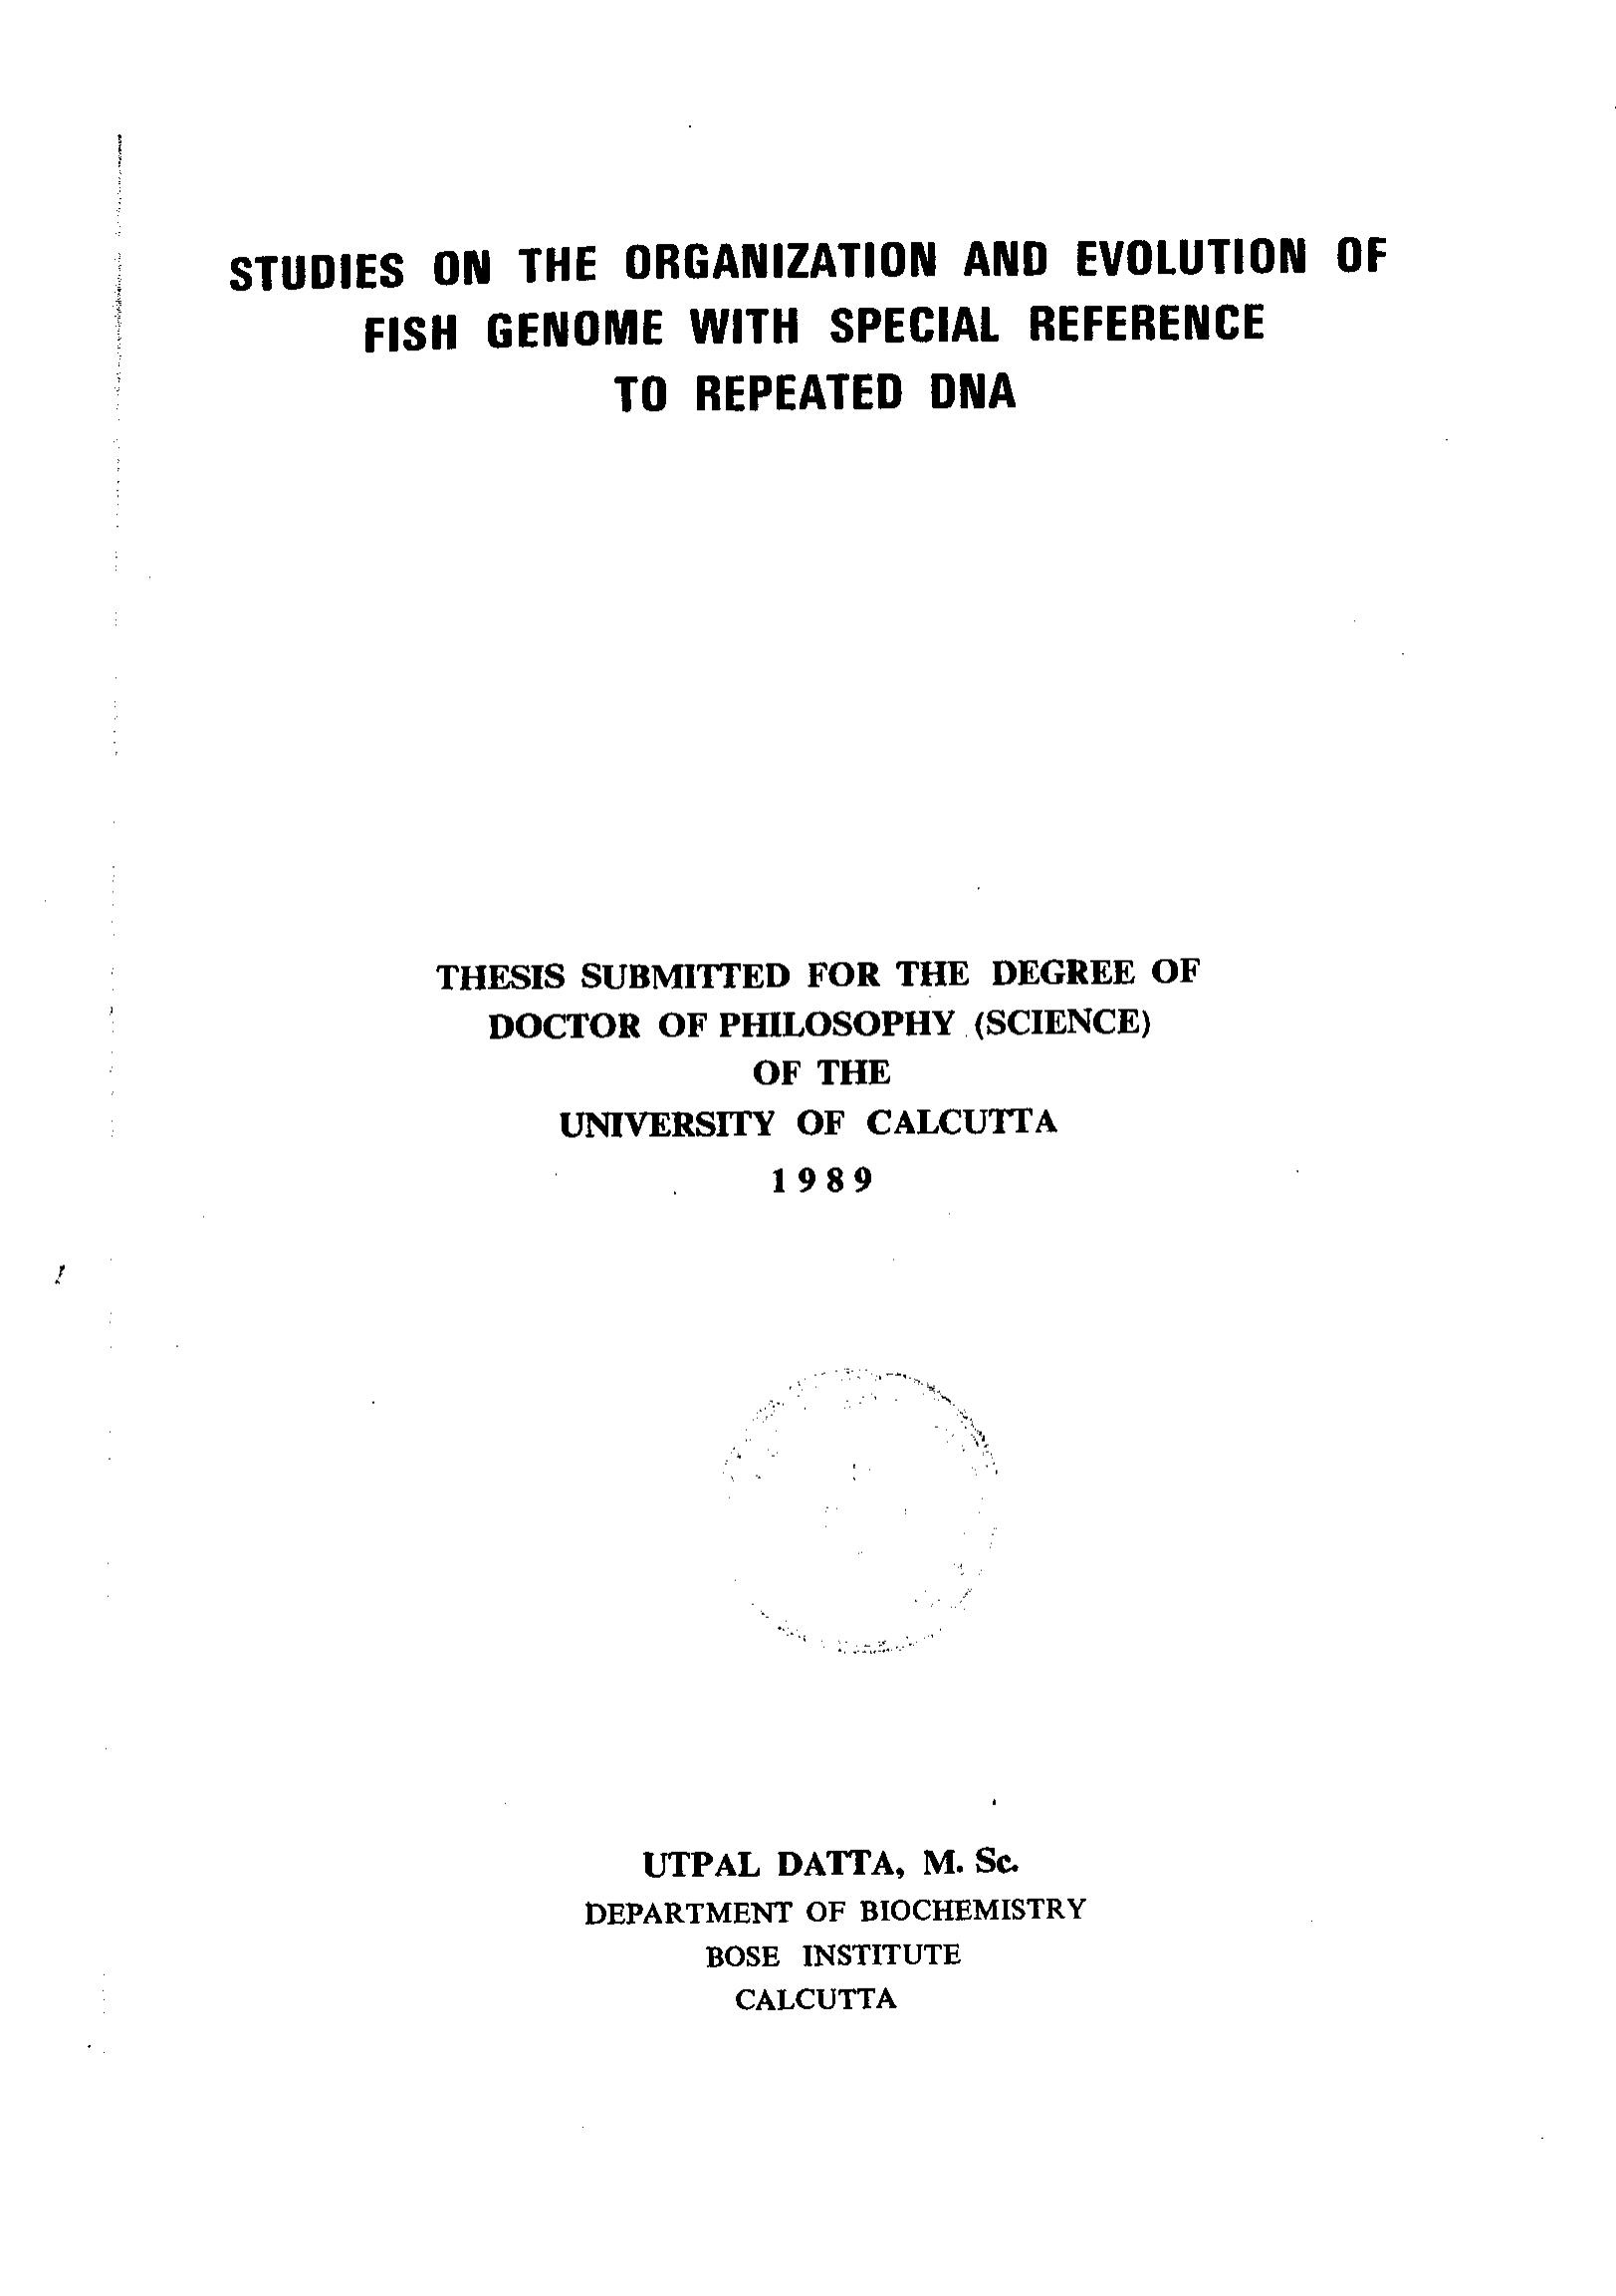 STUDIES ON THE ORGANIZATION AND EVOLUTION OF
FISH GENOME WITH SPECIAL REFERENCE
TO REPEATED DNA
THESIS SUBMITTED FOR THE DEGREE OF
DOCTOR OF PHILOSOPHY (SCIENCE)
OF THE
UNIVERSITY OF CALCUTTA
1989
UTPAL DATTA, M. Sc.
DEPARTMENT OF BIOCHEMISTRY
BOSE INSTITUTE
CALCUTTA